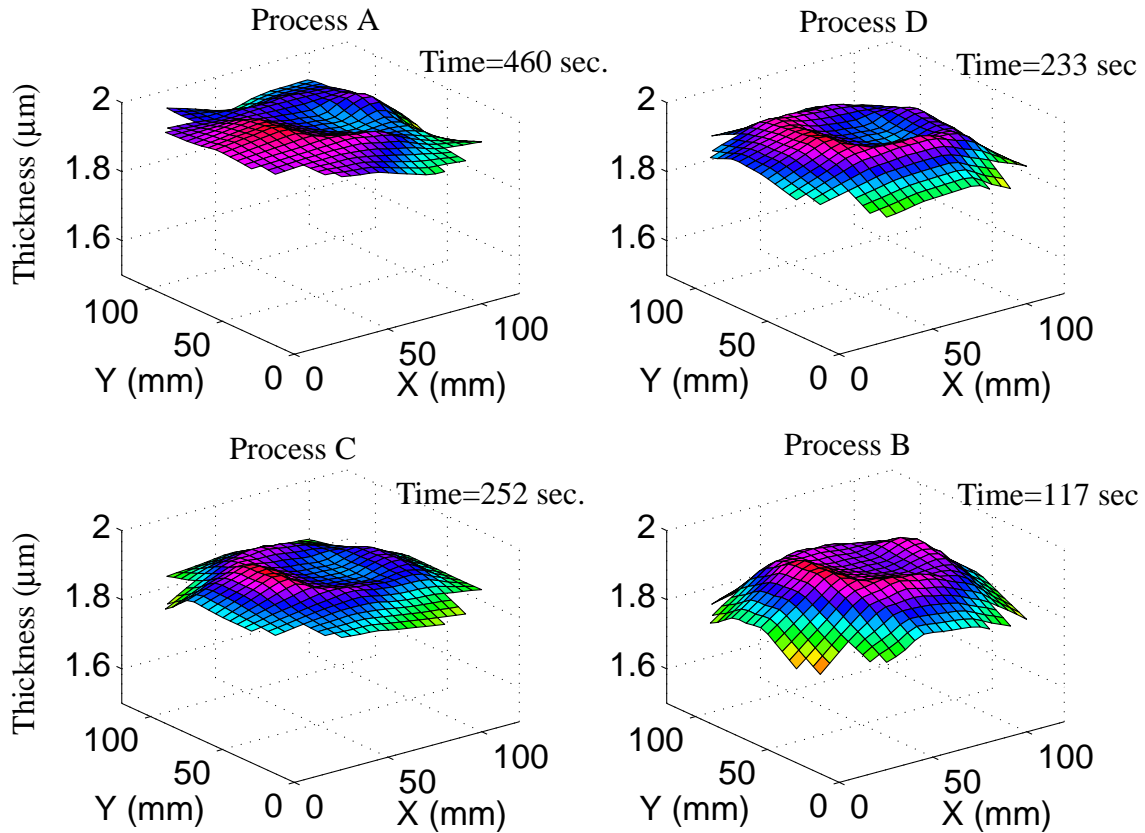 Process A
Time=460 sec.
Thickness (µm)
2
1.8
1.6
100
50
0
Y (mm)
0
50
100
X (mm)
Process D
Time=233 sec
2
1.8
1.6
100
50
0
Y (mm)
0
50
100
X (mm)
Process C
Time=252 sec.
Thickness (µm)
2
1.8
1.6
100
50
0
Y (mm)
0
50
100
X (mm)
Process B
Time=117 sec
2
1.8
1.6
100
50
0
Y (mm)
0
50
100
X (mm)